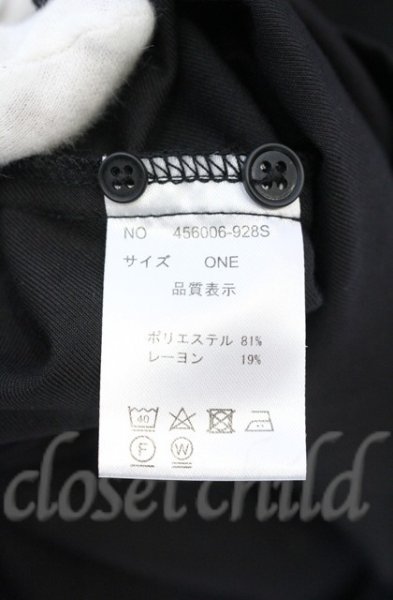 NO 456006-928S
サイズ ONE
品質表示
ポリエステル 81%
レーヨン 19%
40
F W
closet child